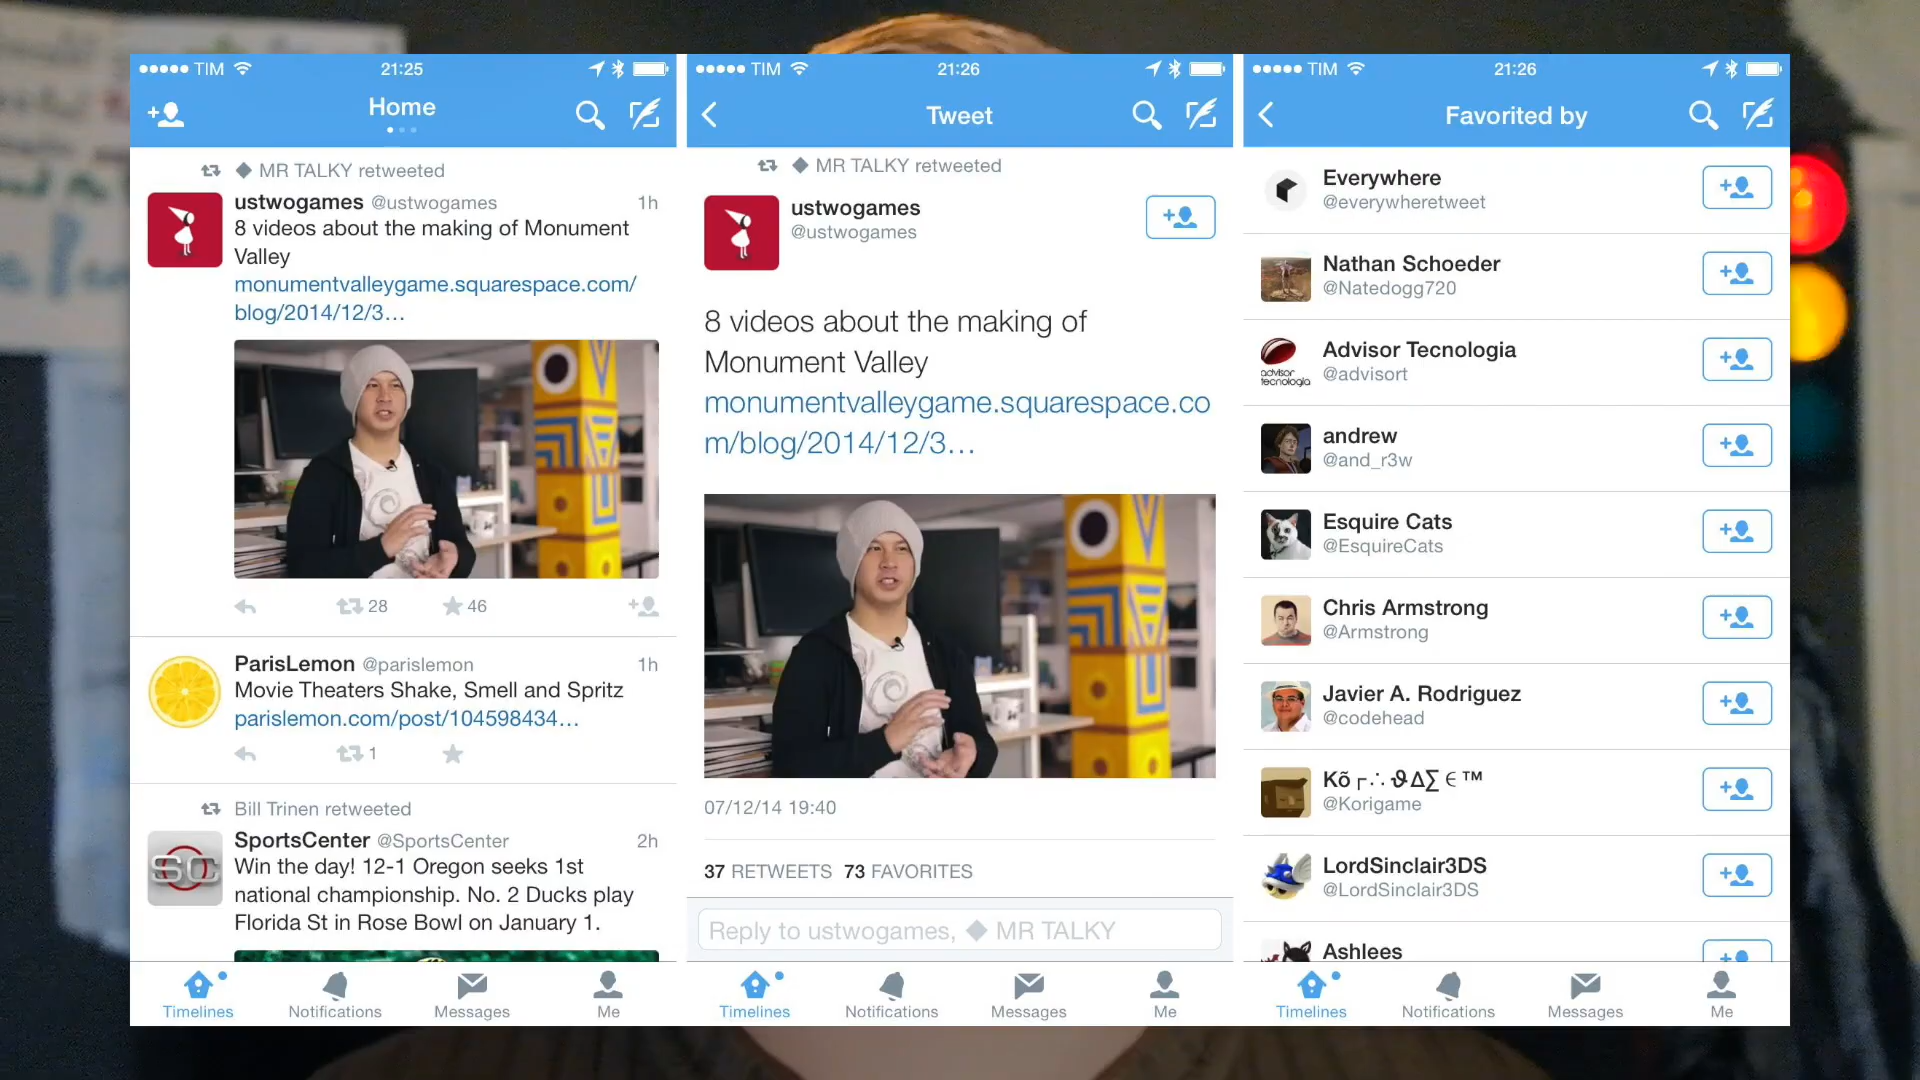 TIM 21:25
Home
MR TALKY retweeted
ustwogames @ustwogames 1h
8 videos about the making of Monument
Valley
monumentvalleygame.squarespace.com/
blog/2014/12/3...
28 46
ParisLemon @parislemon 1h
Movie Theaters Shake, Smell and Spritz
parislemon.com/post/104598434...
1
Bill Trinen retweeted
SC
SportsCenter @SportsCenter 2h
Win the day! 12-1 Oregon seeks 1st
national championship. No. 2 Ducks play
Florida St in Rose Bowl on January 1.
Timelines Notifications Messages Me
TIM 21:26
Tweet
MR TALKY retweeted
ustwogames
@ustwogames
8 videos about the making of
Monument Valley
monumentvalleygame.squarespace.co
m/blog/2014/12/3...
07/12/14 19:40
37 RETWEETS 73 FAVORITES
Reply to ustwogames, ◆ MR TALKY
Timelines Notifications Messages Me
TIM 21:26
Favorited by
Everywhere
@everywheretweet
Nathan Schoeder
@Natedogg720
advisor
tecnologia
Advisor Tecnologia
@advisort
andrew
@and_r3w
Esquire Cats
@EsquireCats
Chris Armstrong
@Armstrong
Javier A. Rodriguez
@codehead
Kõ┌∴ϑ∆∑∈™
@Korigame
LordSinclair3DS
@LordSinclair3DS
Ashlees
Timelines Notifications Messages Me